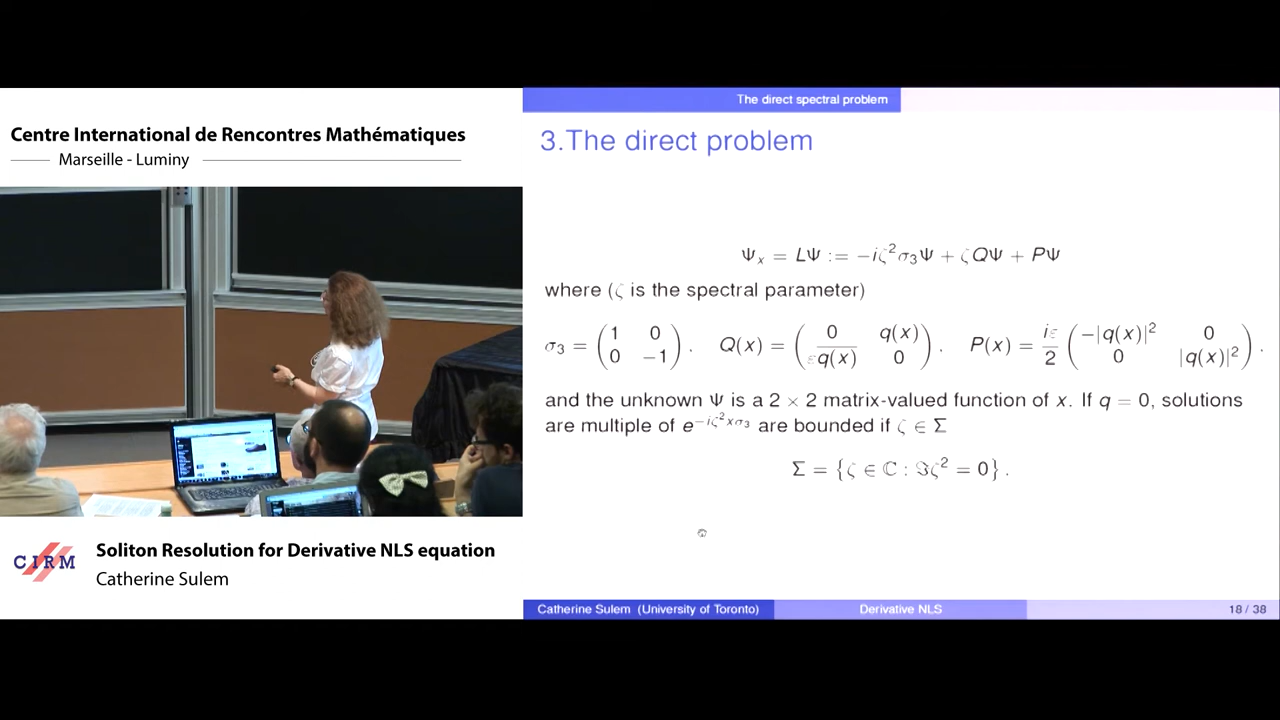 Centre International de Rencontres Mathématiques
Marseille - Luminy
The direct spectral problem
3.The direct problem
Ψₓ = LΨ := −iζ²σ₃Ψ + ζQΨ + PΨ
where (ζ is the spectral parameter)
σ₃ = ( 1 0 ; 0 −1 ). Q(x) = ( 0 q(x) ; ε\overline{q(x)} 0 ). P(x) = iε/2 ( −|q(x)|² 0 ; 0 |q(x)|² ).
and the unknown Ψ is a 2 × 2 matrix-valued function of x. If q = 0, solutions
are multiple of e^{−iζ²xσ₃} are bounded if ζ ∈ Σ
Σ = {ζ ∈ ℂ : ℑζ² = 0}.
CIRM
Soliton Resolution for Derivative NLS equation
Catherine Sulem
Catherine Sulem (University of Toronto)
Derivative NLS
18 / 38